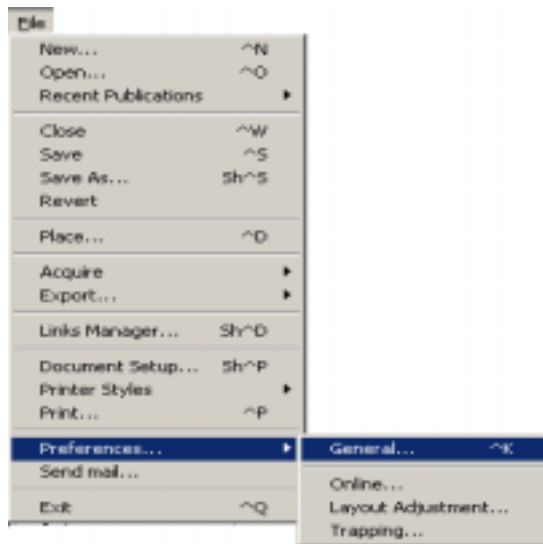 File
New... ^N
Open... ^O
Recent Publications
Close ^W
Save ^S
Save As... Sh^S
Revert
Place... ^D
Acquire
Export...
Links Manager... Sh^D
Document Setup... Sh^P
Printer Styles
Print... ^P
Preferences...
General... ^K
Send mail...
Online...
Exit ^Q
Layout Adjustment...
Trapping...